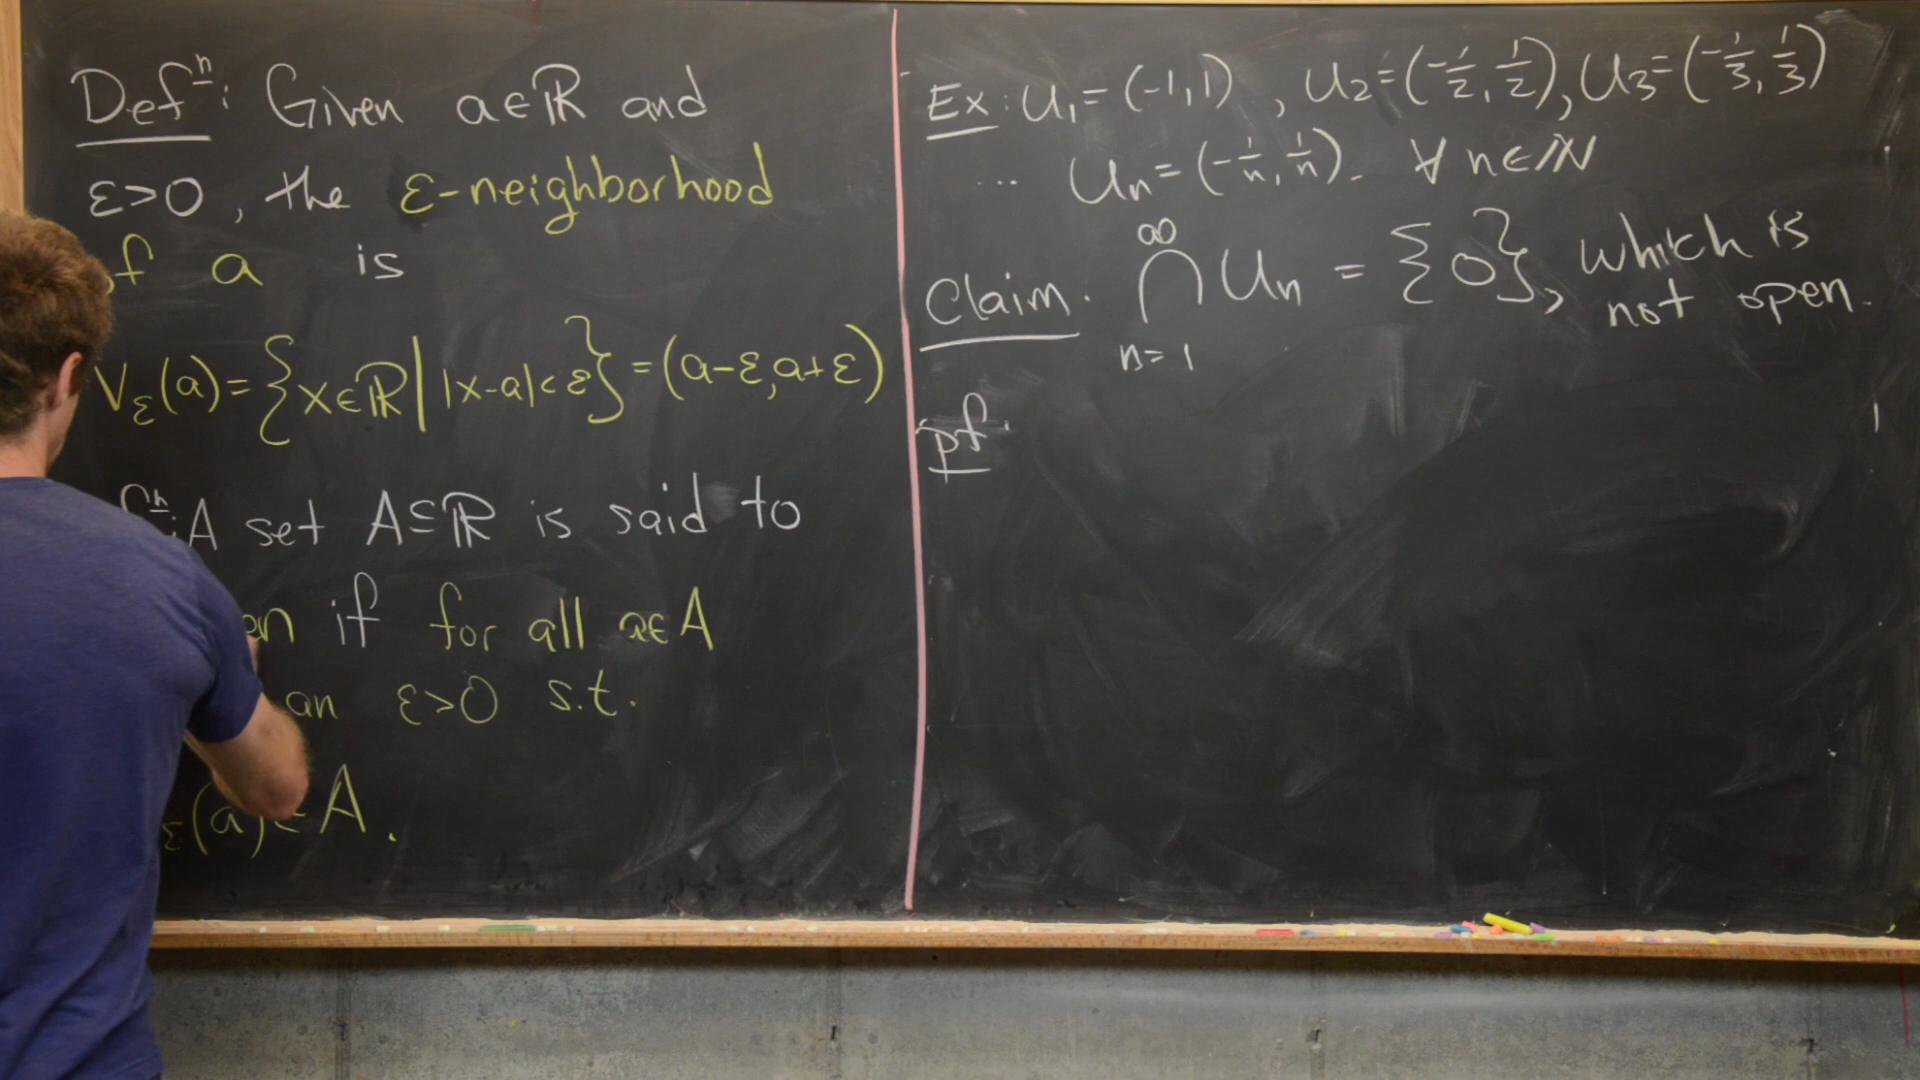 Defⁿ: Given a∈ℝ and
ε>0, the ε-neighborhood
of a is
V_ε(a)={x∈ℝ| |x-a|<ε}=(a-ε,a+ε)
A set A⊆ℝ is said to
if for all a∈A
an ε>0 s.t.
ε(a)⊆A.
Ex: U₁=(-1,1), U₂=(-1/2,1/2), U₃=(-1/3,1/3)
... Uₙ=(-1/n,1/n). ∀n∈ℕ
Claim. ∞⋂n=1 Uₙ={0}, which is
not open.
pf.